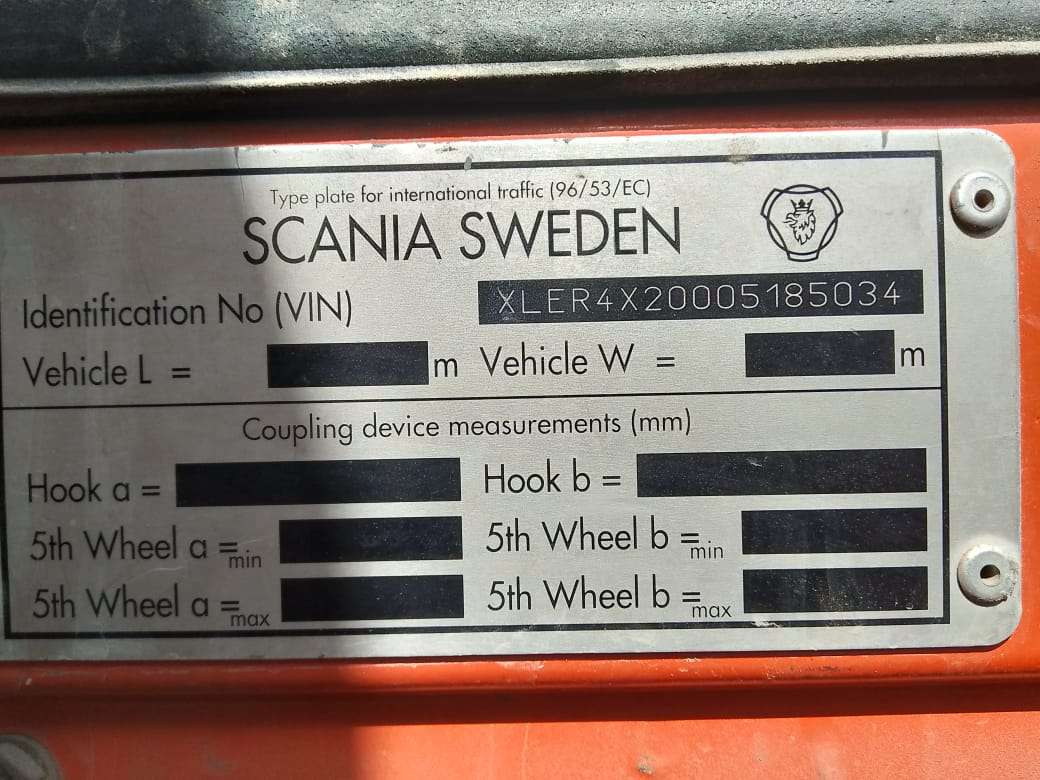 Type plate for international traffic (96/53/EC)
SCANIA SWEDEN
Identification No (VIN) XLER4X20005185034
Vehicle L = m Vehicle W = m
Coupling device measurements (mm)
Hook a = Hook b =
5th Wheel a = min 5th Wheel b = min
5th Wheel a = max 5th Wheel b = max